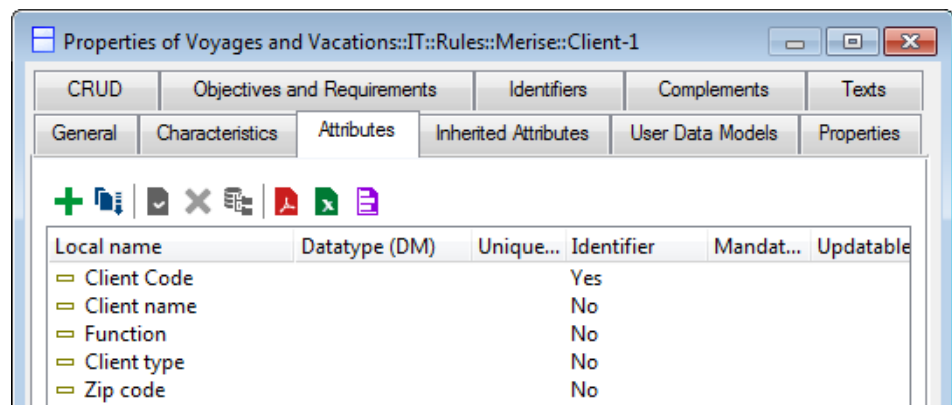 Properties of Voyages and Vacations::IT::Rules::Merise::Client-1
CRUD Objectives and Requirements Identifiers Complements Texts
General Characteristics Attributes Inherited Attributes User Data Models Properties
Local name Datatype (DM) Unique... Identifier Mandat... Updatable
Client Code Yes
Client name No
Function No
Client type No
Zip code No